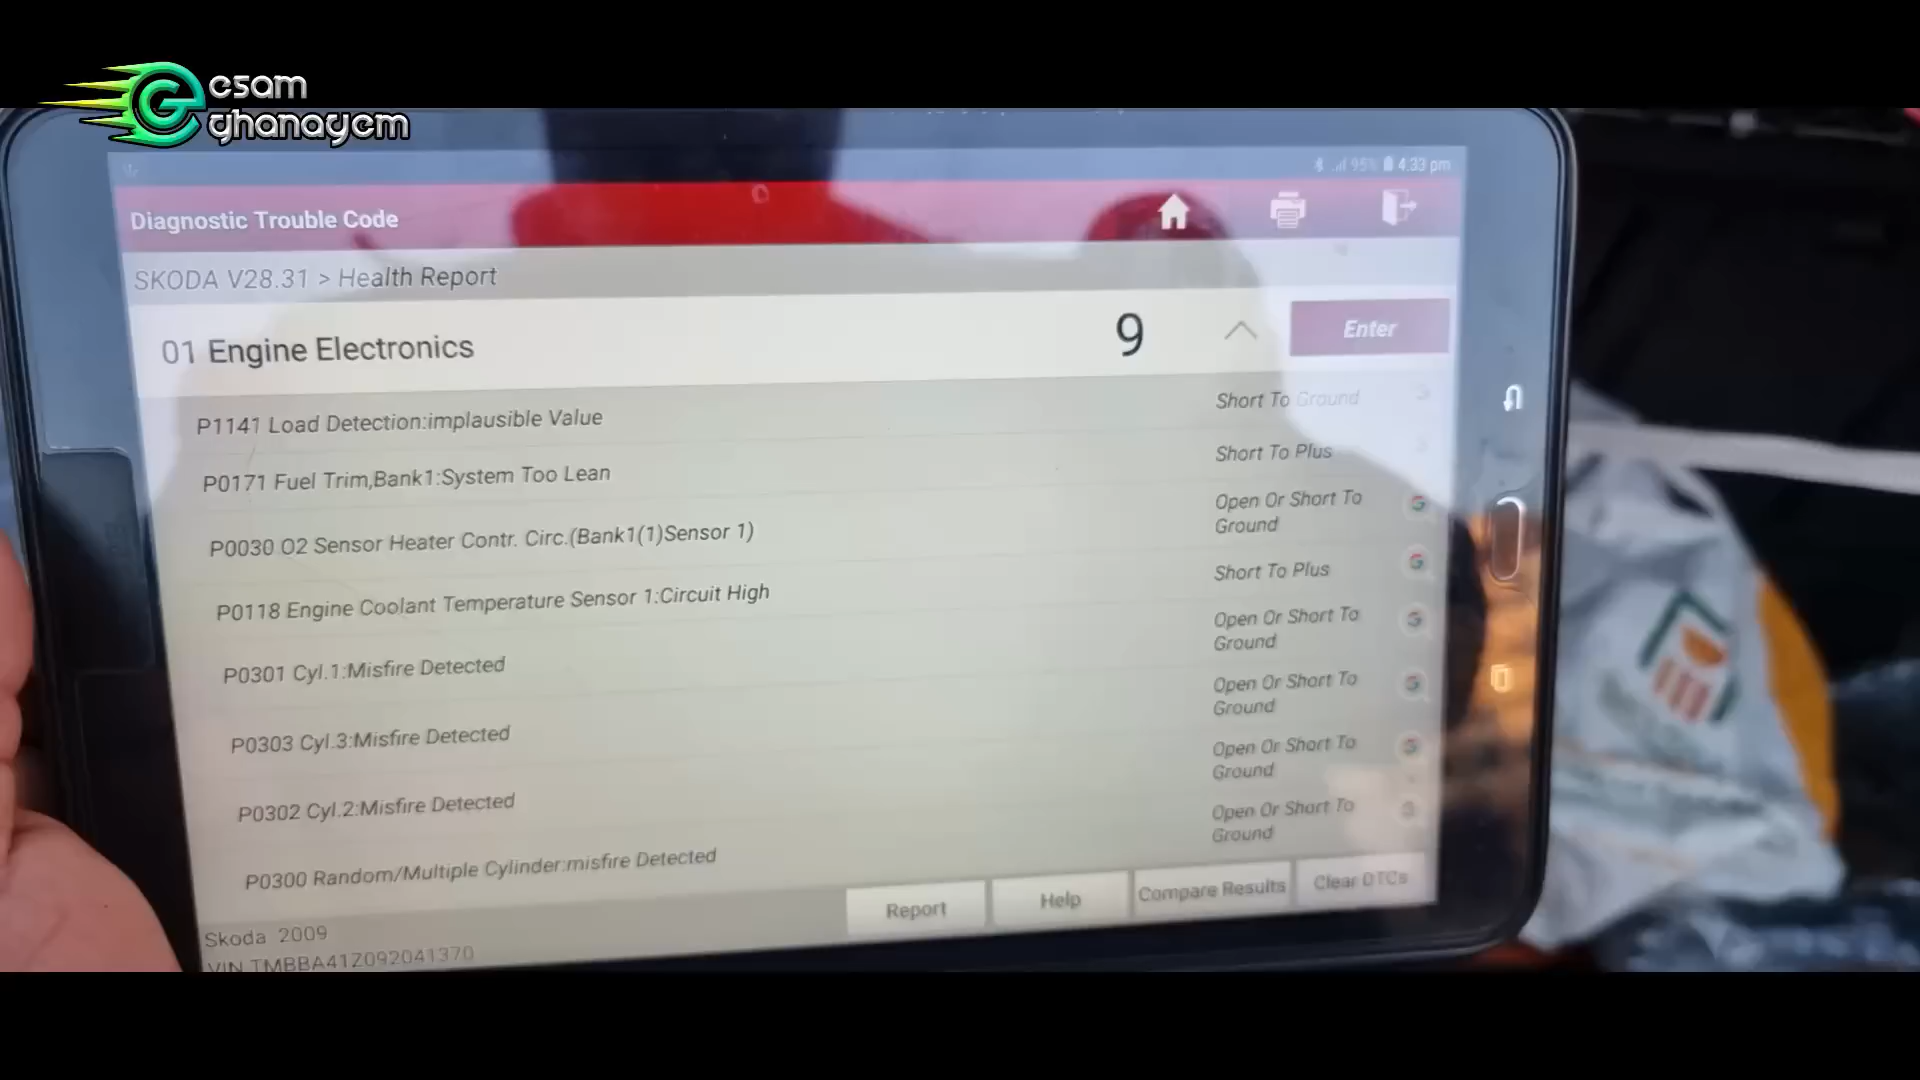 esam
ghanayem
95% 4:33 pm
Diagnostic Trouble Code
SKODA V28.31 > Health Report
01 Engine Electronics 9 Enter
P1141 Load Detection:implausible Value Short To Ground
P0171 Fuel Trim,Bank1:System Too Lean Short To Plus
P0030 O2 Sensor Heater Contr. Circ.(Bank1(1)Sensor 1) Open Or Short To
Ground
P0118 Engine Coolant Temperature Sensor 1:Circuit High Short To Plus
P0301 Cyl.1:Misfire Detected Open Or Short To
Ground
P0303 Cyl.3:Misfire Detected Open Or Short To
Ground
P0302 Cyl.2:Misfire Detected Open Or Short To
Ground
P0300 Random/Multiple Cylinder:misfire Detected Open Or Short To
Ground
Report Help Compare Results Clear DTCs
Skoda 2009
VIN TMBBA41Z092041370